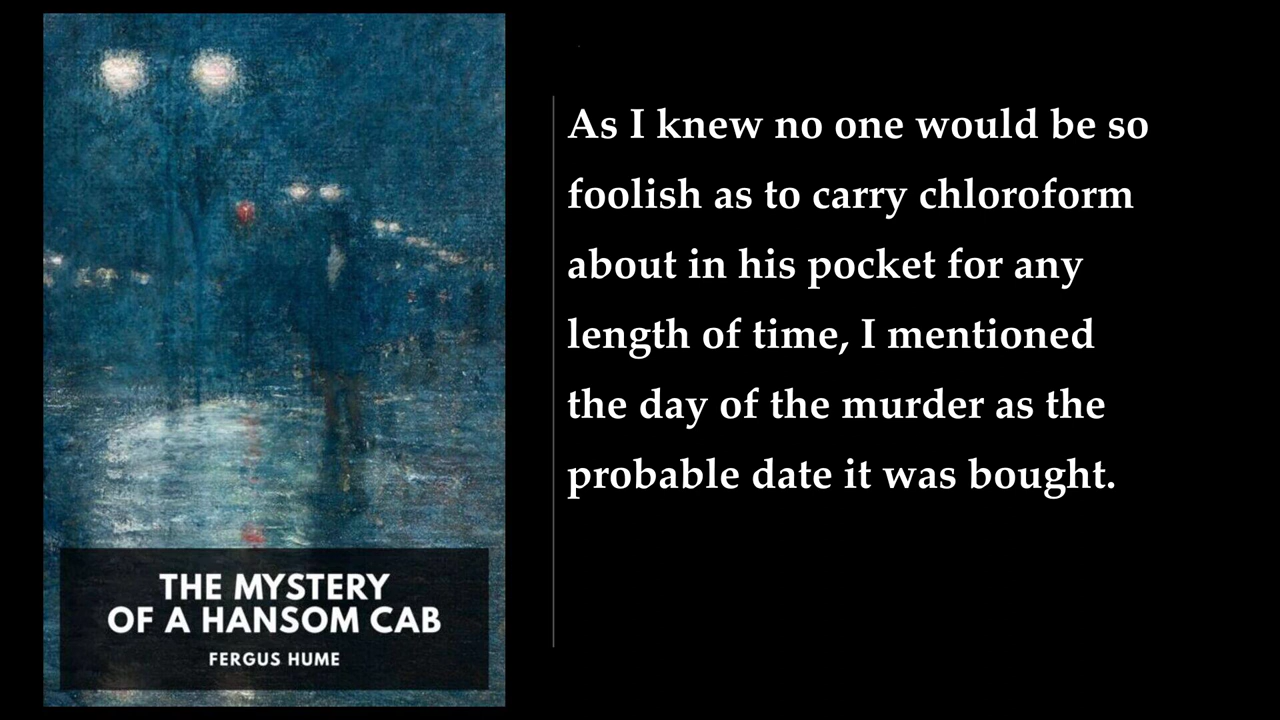 As I knew no one would be so
foolish as to carry chloroform
about in his pocket for any
length of time, I mentioned
the day of the murder as the
probable date it was bought.
THE MYSTERY
OF A HANSOM CAB
FERGUS HUME